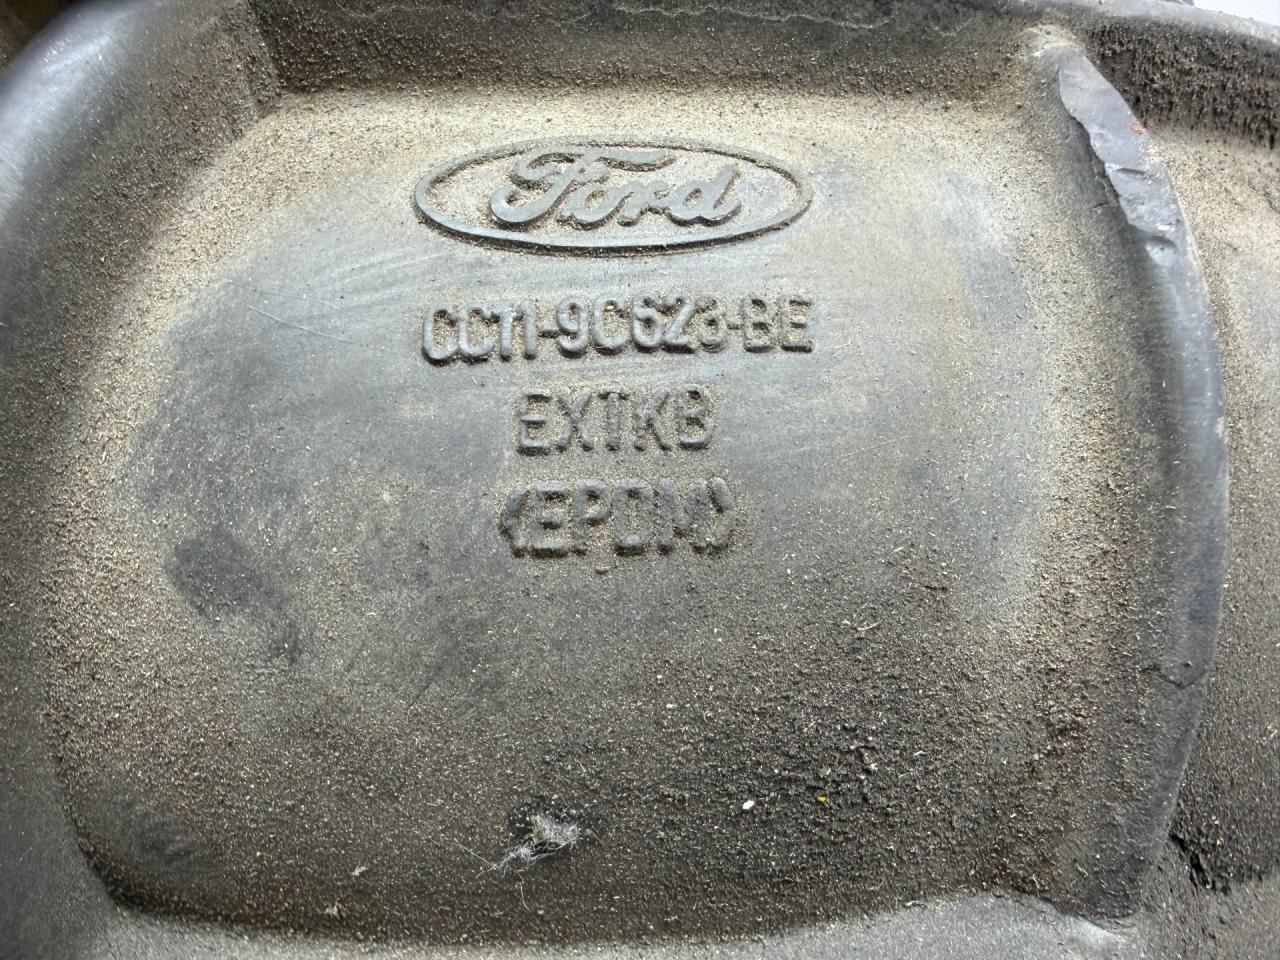 Ford
CC11-9C623-BE
EXTKB
<EPDM>